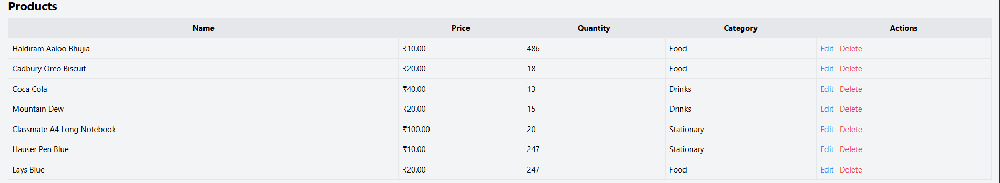 Products
Name Price Quantity Category Actions
Haldiram Aaloo Bhujia ₹10.00 486 Food Edit Delete
Cadbury Oreo Biscuit ₹20.00 18 Food Edit Delete
Coca Cola ₹40.00 13 Drinks Edit Delete
Mountain Dew ₹20.00 15 Drinks Edit Delete
Classmate A4 Long Notebook ₹100.00 20 Stationary Edit Delete
Hauser Pen Blue ₹10.00 247 Stationary Edit Delete
Lays Blue ₹20.00 247 Food Edit Delete